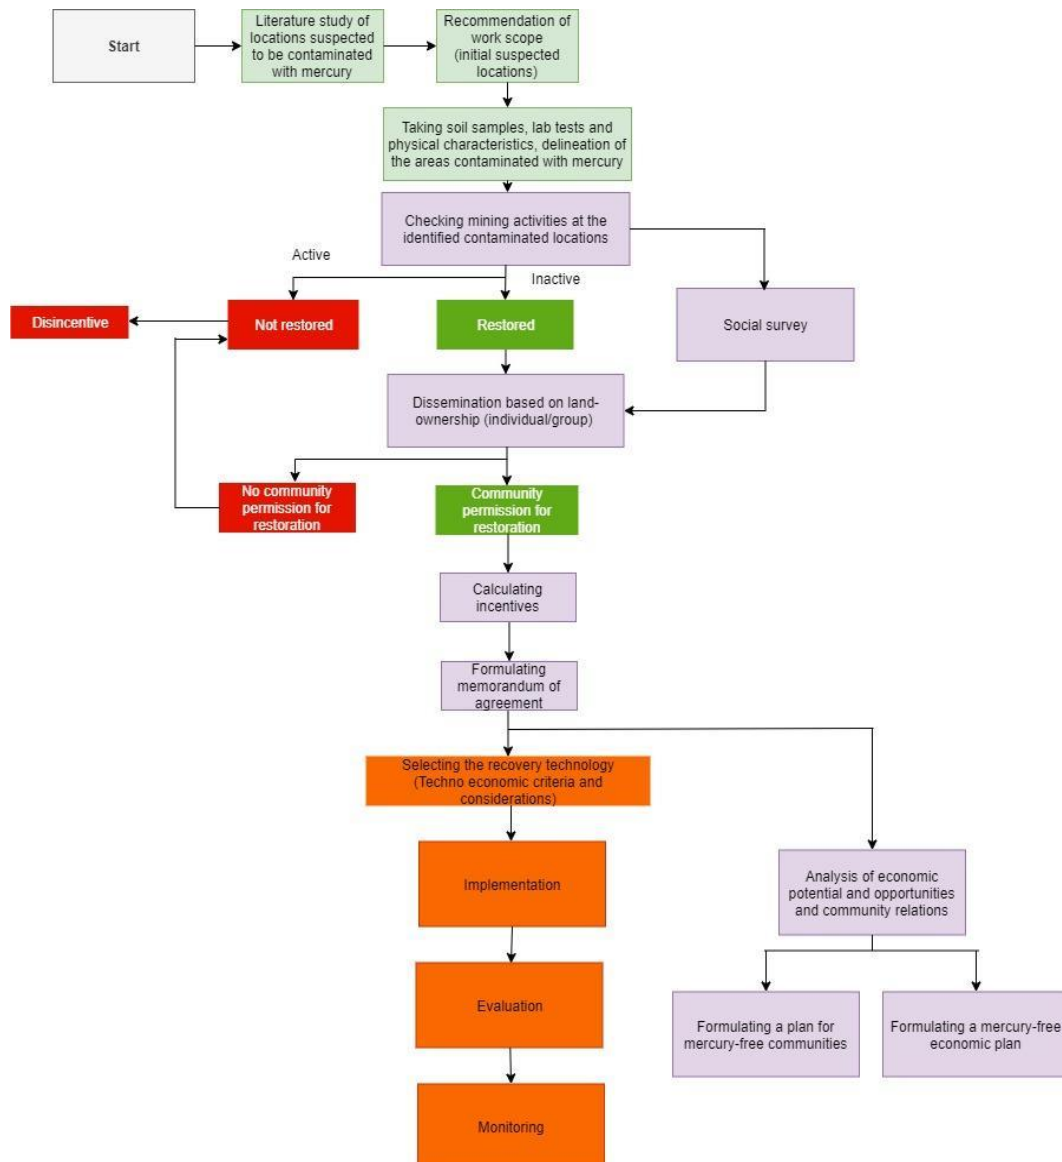 Start
Literature study of
locations suspected
to be contaminated
with mercury
Recommendation of
work scope
(initial suspected
locations)
Taking soil samples, lab tests and
physical characteristics, delineation of
the areas contaminated with mercury
Checking mining activities at the
identified contaminated locations
Active
Inactive
Disincentive
Not restored
Restored
Social survey
Dissemination based on land-
ownership (individual/group)
No community
permission for
restoration
Community
permission for
restoration
Calculating
incentives
Formulating
memorandum of
agreement
Selecting the recovery technology
(Techno economic criteria and
considerations)
Implementation
Analysis of economic
potential and opportunities
and community relations
Evaluation
Formulating a plan for
mercury-free communities
Formulating a mercury-free
economic plan
Monitoring